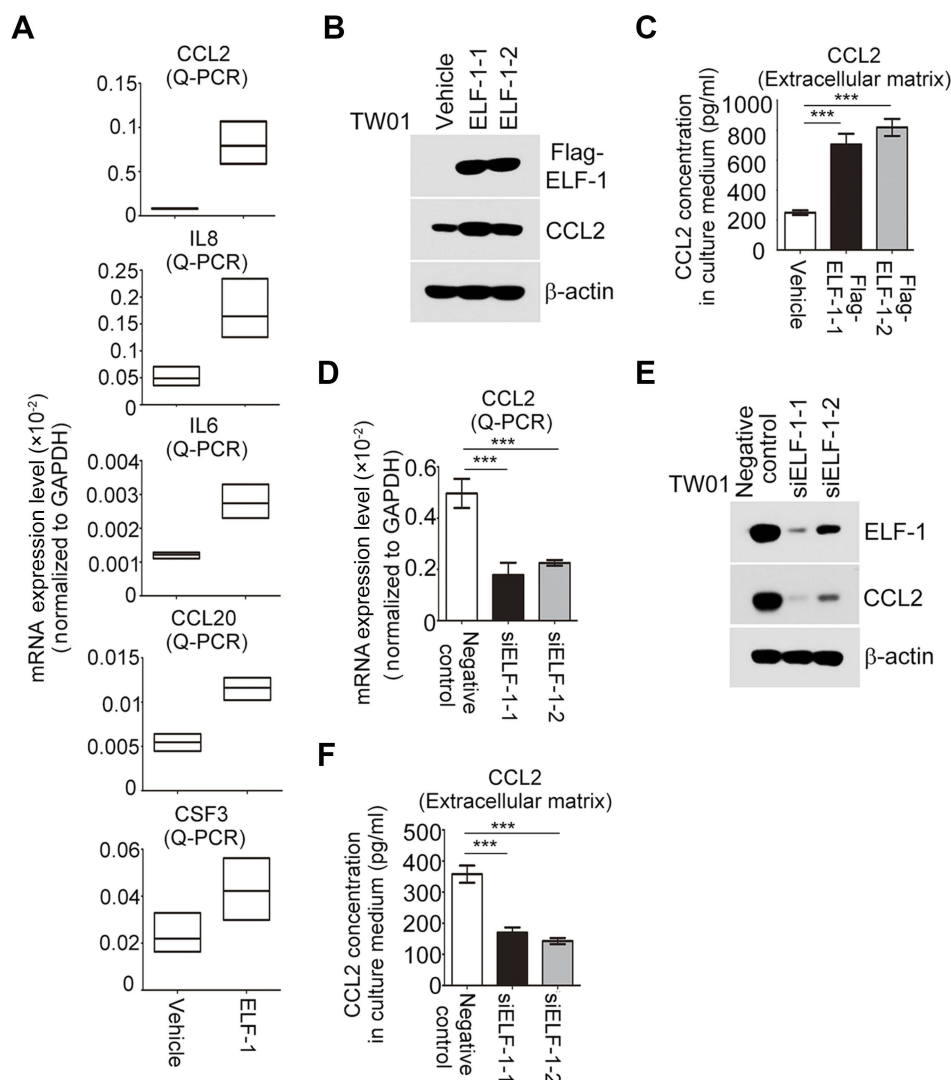 A
CCL2
(Q-PCR)
0.15
0.1
0.5
0
IL8
(Q-PCR)
0.25
0.2
0.15
0.1
0.05
0
IL6
(Q-PCR)
0.004
0.003
0.002
0.001
0
CCL20
(Q-PCR)
0.015
0.01
0.005
0
CSF3
(Q-PCR)
0.06
0.04
0.02
0
Vehicle
ELF-1
mRNA expression level (×10⁻²)
(normalized to GAPDH)
B
TW01
Vehicle
ELF-1-1
ELF-1-2
Flag-
ELF-1
CCL2
β-actin
C
CCL2
(Extracellular matrix)
CCL2 concentration
in culture medium (pg/ml)
1000
800
600
400
200
0
***
***
Vehicle
Flag-
ELF-1-1
Flag-
ELF-1-2
D
CCL2
(Q-PCR)
mRNA expression level (×10⁻²)
(normalized to GAPDH)
0.6
0.4
0.2
0
***
***
Negative
control
siELF-1-1
siELF-1-2
E
TW01
Negative
control
siELF-1-1
siELF-1-2
ELF-1
CCL2
β-actin
F
CCL2
(Extracellular matrix)
CCL2 concentration
in culture medium (pg/ml)
500
400
300
200
100
0
***
***
Negative
control
siELF-1-1
siELF-1-2